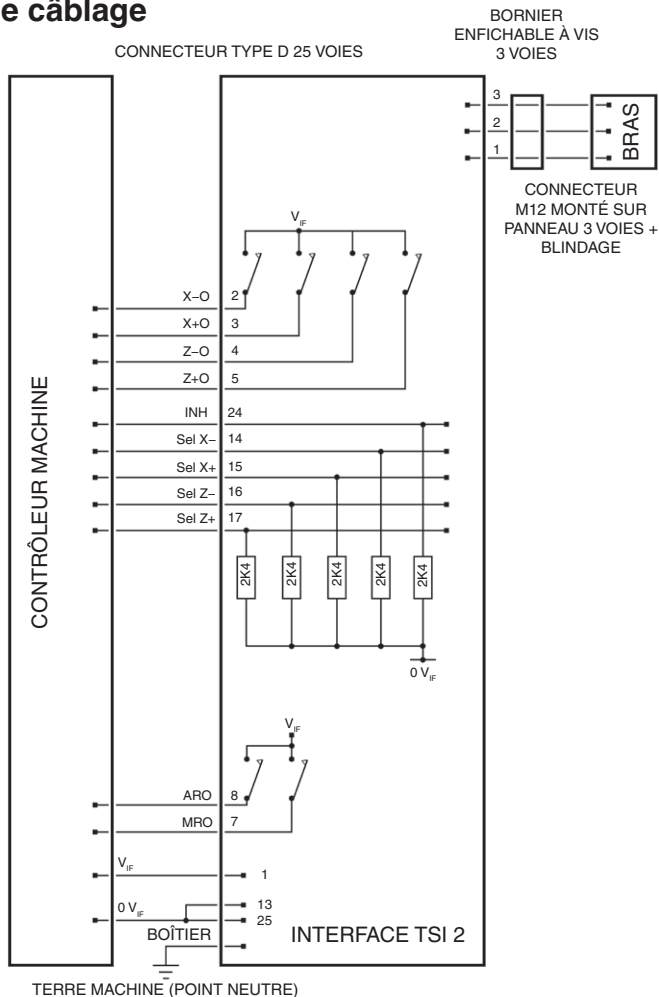 e câblage
CONNECTEUR TYPE D 25 VOIES
BORNIER
ENFICHABLE À VIS
3 VOIES
3
2
1
BRAS
CONNECTEUR
M12 MONTÉ SUR
PANNEAU 3 VOIES +
BLINDAGE
CONTRÔLEUR MACHINE
VIF
X–O 2
X+O 3
Z–O 4
Z+O 5
INH 24
Sel X– 14
Sel X+ 15
Sel Z– 16
Sel Z+ 17
2K4 2K4 2K4 2K4 2K4
0 VIF
VIF
ARO 8
MRO 7
VIF 1
13
0 VIF 25
BOÎTIER
INTERFACE TSI 2
TERRE MACHINE (POINT NEUTRE)